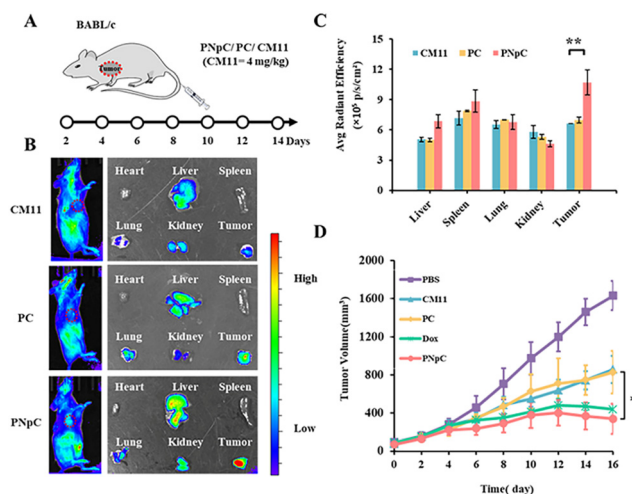 A
BABL/c
Tumor
PNpC/ PC/ CM11
(CM11= 4 mg/kg)
2 4 6 8 10 12 14 Days
B
CM11
Heart Liver Spleen
Lung Kidney Tumor
PC
Heart Liver Spleen
Lung Kidney Tumor
PNpC
Heart Liver Spleen
Lung Kidney Tumor
High
Low
C
CM11 PC PNpC
**
Avg Radiant Efficiency
(×10⁵ p/s/cm²)
15
12
9
6
3
0
Liver Spleen Lung Kidney Tumor
D
PBS
CM11
PC
Dox
PNpC
Tumor Volume(mm³)
1600
1200
800
400
0
0 2 4 6 8 10 12 14 16
Time( day)